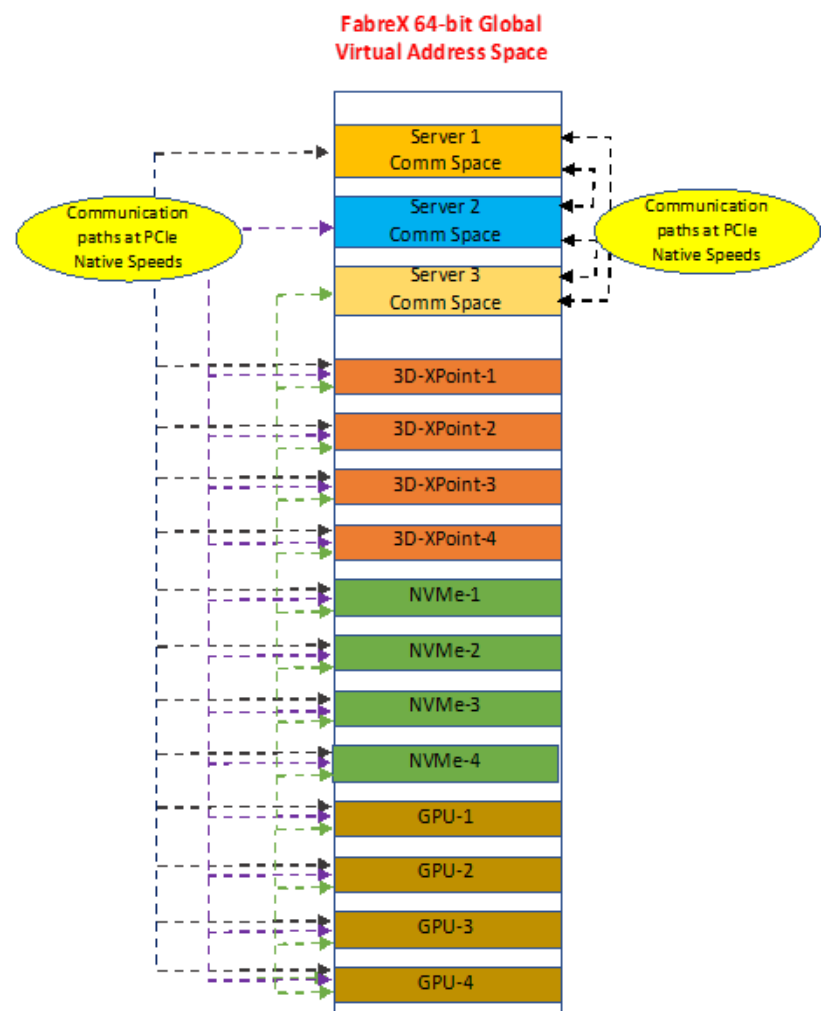 FabreX 64-bit Global
Virtual Address Space
Server 1
Comm Space
Communication
paths at PCIe
Native Speeds
Server 2
Comm Space
Communication
paths at PCIe
Native Speeds
Server 3
Comm Space
3D-XPoint-1
3D-XPoint-2
3D-XPoint-3
3D-XPoint-4
NVMe-1
NVMe-2
NVMe-3
NVMe-4
GPU-1
GPU-2
GPU-3
GPU-4